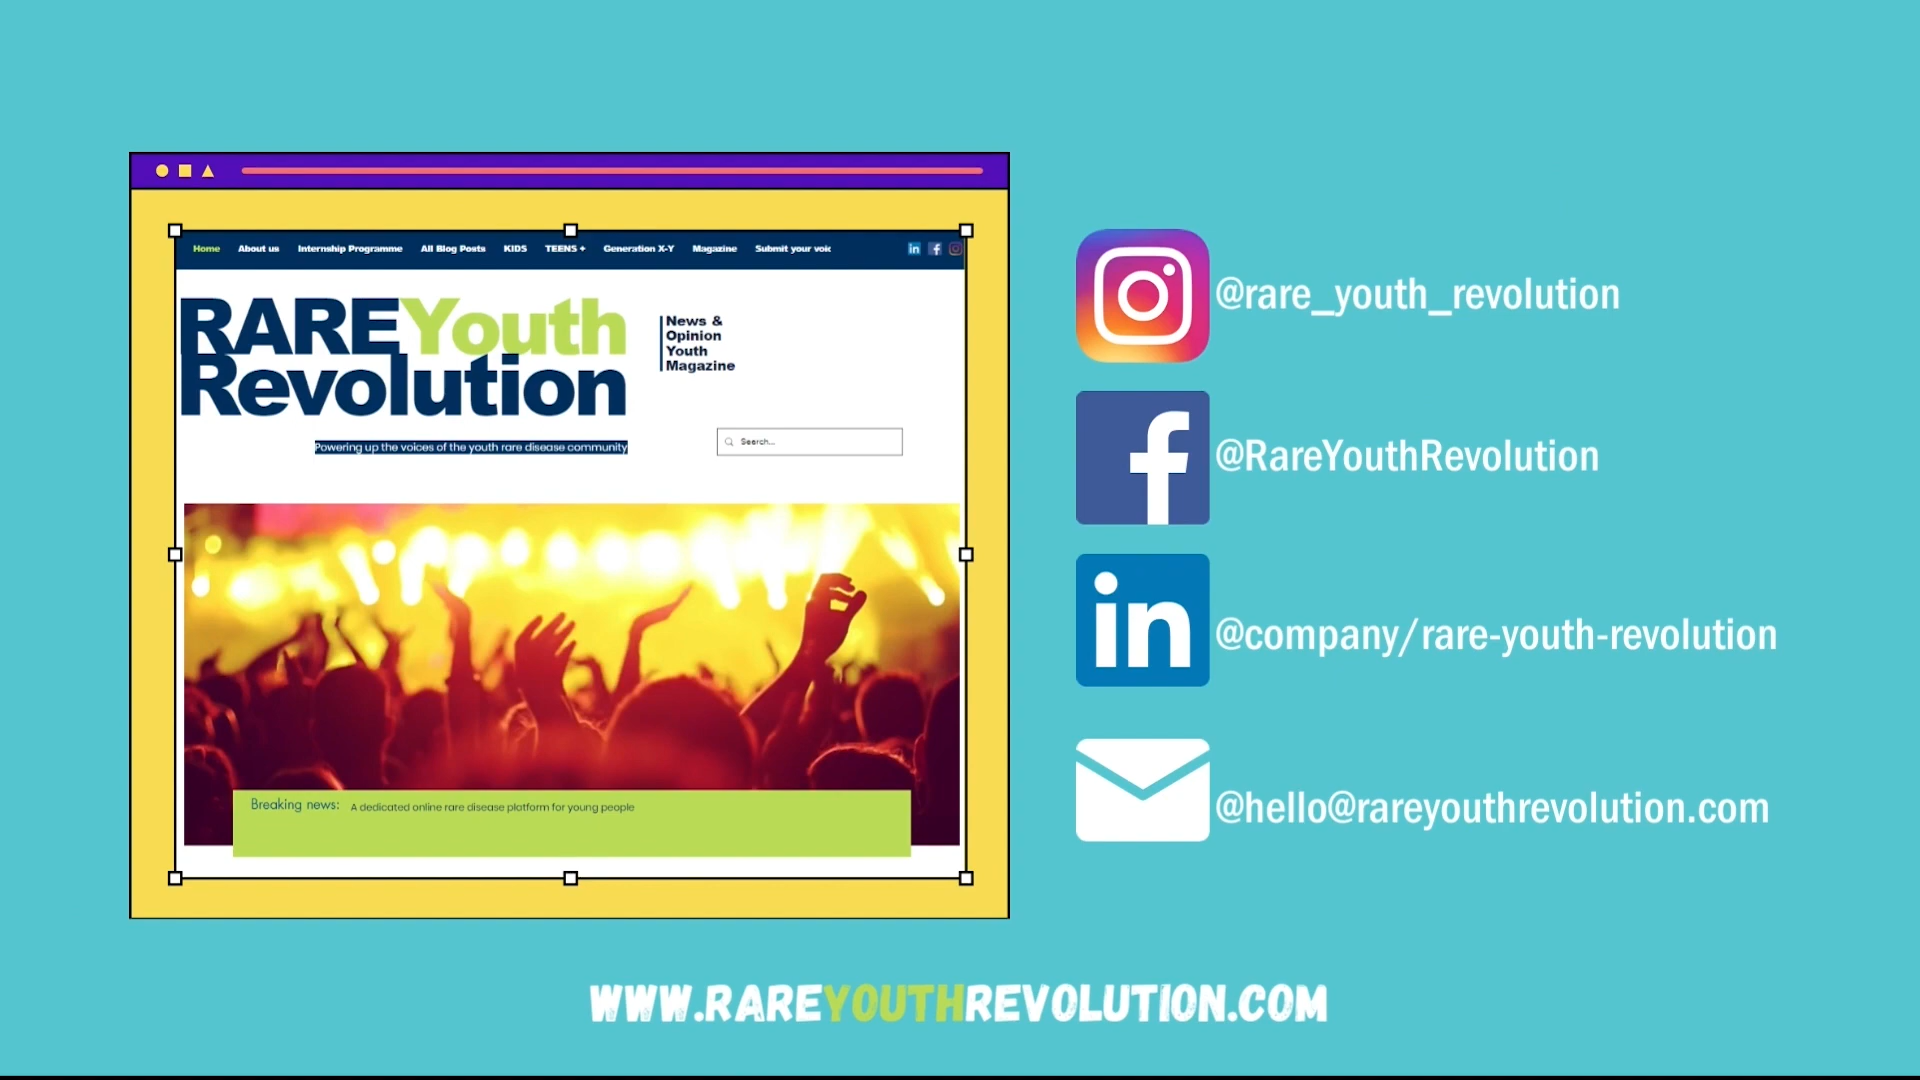 Home About us Internship Programme All Blog Posts KIDS TEENS + Generation X-Y Magazine Submit your voic
RAREYouth
Revolution
News &
Opinion
Youth
Magazine
Powering up the voices of the youth rare disease community
Search...
Breaking news: A dedicated online rare disease platform for young people
@rare_youth_revolution
@RareYouthRevolution
in
@company/rare-youth-revolution
@hello@rareyouthrevolution.com
WWW.RAREYOUTHREVOLUTION.COM